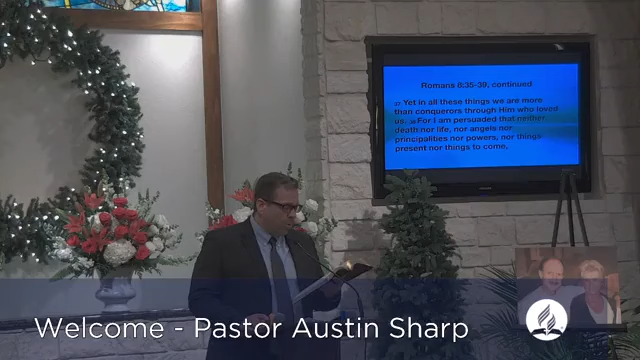 Romans 8:35-39, continued
37 Yet in all these things we are more
than conquerors through Him who loved
us. 38 For I am persuaded that neither
death nor life, nor angels nor
principalities nor powers, nor things
present nor things to come,
Welcome - Pastor Austin Sharp